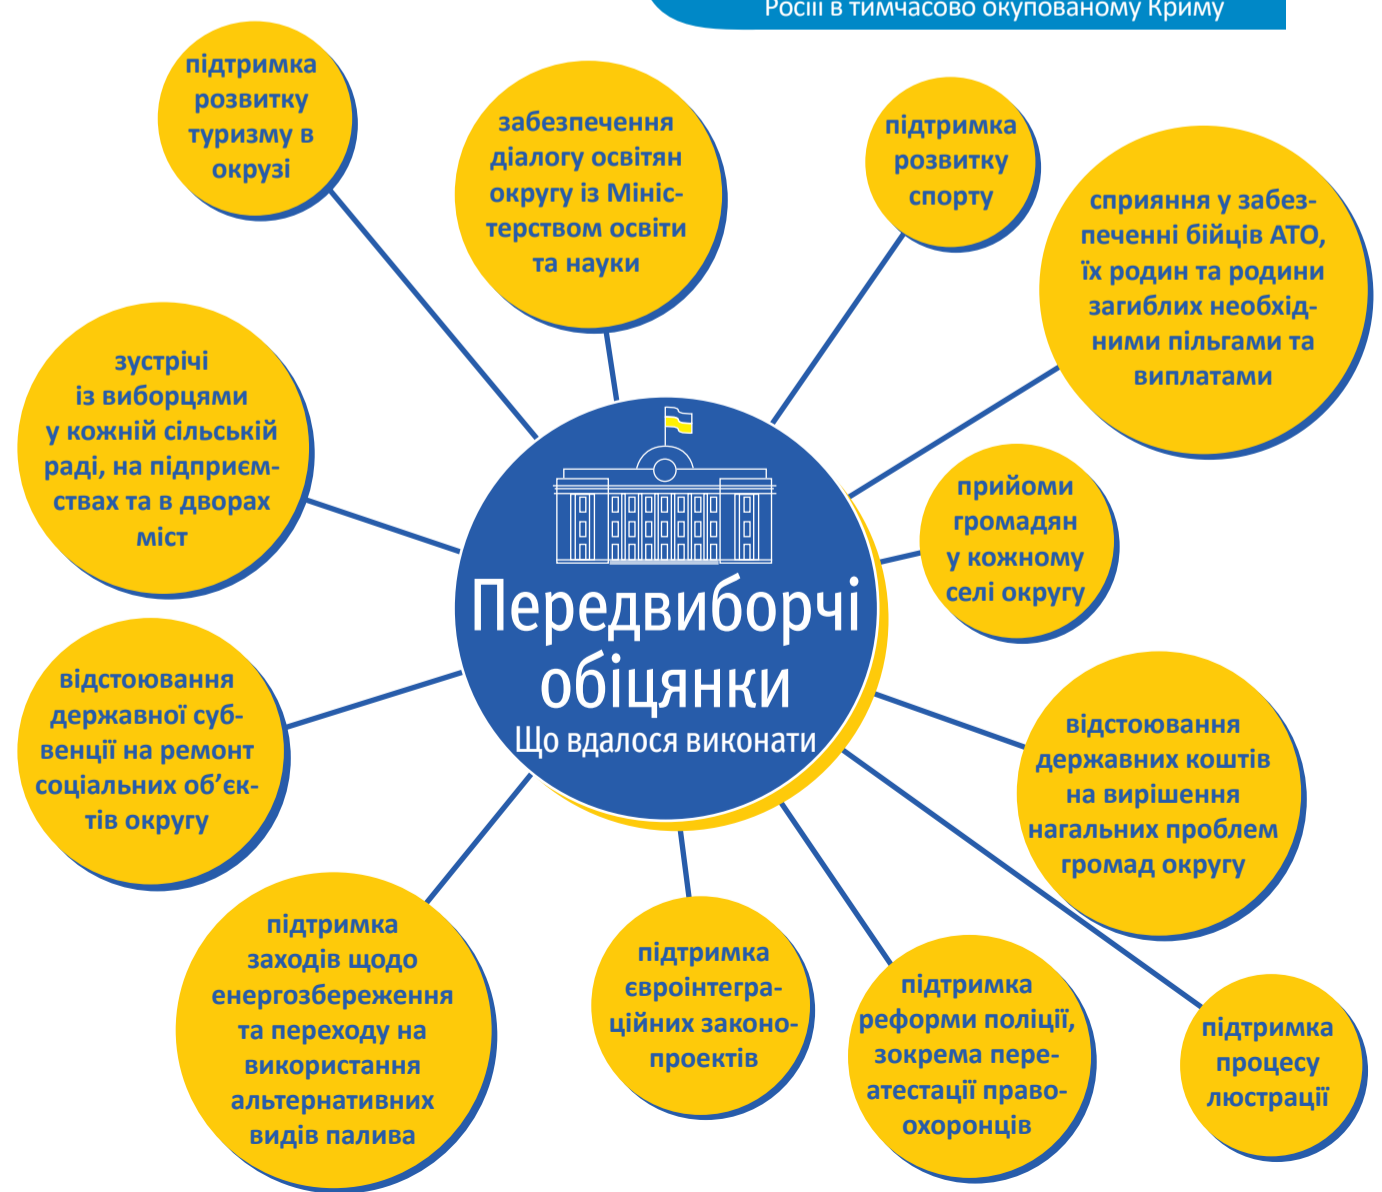 Росії в тимчасово окупованому Криму
підтримка
розвитку
туризму в
окрузі
забезпечення
діалогу освітян
округу із Мініс-
терством освіти
та науки
підтримка
розвитку
спорту
сприяння у забез-
печенні бійців АТО,
їх родин та родини
загиблих необхід-
ними пільгами та
виплатами
зустрічі
із виборцями
у кожній сільській
раді, на підприєм-
ствах та в дворах
міст
прийоми
громадян
у кожному
селі округу
Передвиборчі
обіцянки
Що вдалося виконати
відстоювання
державної суб-
венції на ремонт
соціальних об’єк-
тів округу
відстоювання
державних коштів
на вирішення
нагальних проблем
громад округу
підтримка
заходів щодо
енергозбереження
та переходу на
використання
альтернативних
видів палива
підтримка
євроінтегра-
ційних законо-
проектів
підтримка
реформи поліції,
зокрема пере-
атестації право-
охоронців
підтримка
процесу
люстрації